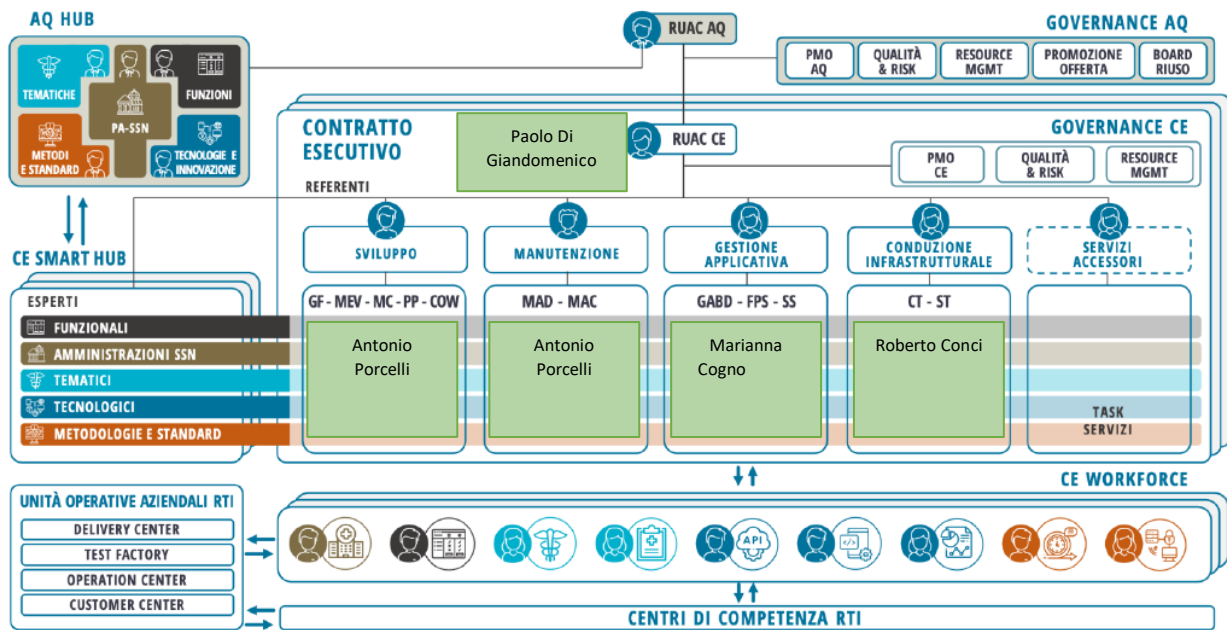 AQ HUB
TEMATICHE
FUNZIONI
PA-SSN
METODI
E STANDARD
TECNOLOGIE E
INNOVAZIONE
RUAC AQ
GOVERNANCE AQ
PMO
AQ
QUALITÀ
& RISK
RESOURCE
MGMT
PROMOZIONE
OFFERTA
BOARD
RIUSO
CONTRATTO
ESECUTIVO
Paolo Di
Giandomenico
RUAC CE
GOVERNANCE CE
PMO
CE
QUALITÀ
& RISK
RESOURCE
MGMT
REFERENTI
SVILUPPO
MANUTENZIONE
GESTIONE
APPLICATIVA
CONDUZIONE
INFRASTRUTTURALE
SERVIZI
ACCESSORI
CE SMART HUB
ESPERTI
FUNZIONALI
AMMINISTRAZIONI SSN
TEMATICI
TECNOLOGICI
METODOLOGIE E STANDARD
GF - MEV - MC - PP - COW
Antonio
Porcelli
MAD - MAC
Antonio
Porcelli
GABD - FPS - SS
Marianna
Cogno
CT - ST
Roberto Conci
TASK
SERVIZI
UNITÀ OPERATIVE AZIENDALI RTI
DELIVERY CENTER
TEST FACTORY
OPERATION CENTER
CUSTOMER CENTER
CE WORKFORCE
API
CENTRI DI COMPETENZA RTI